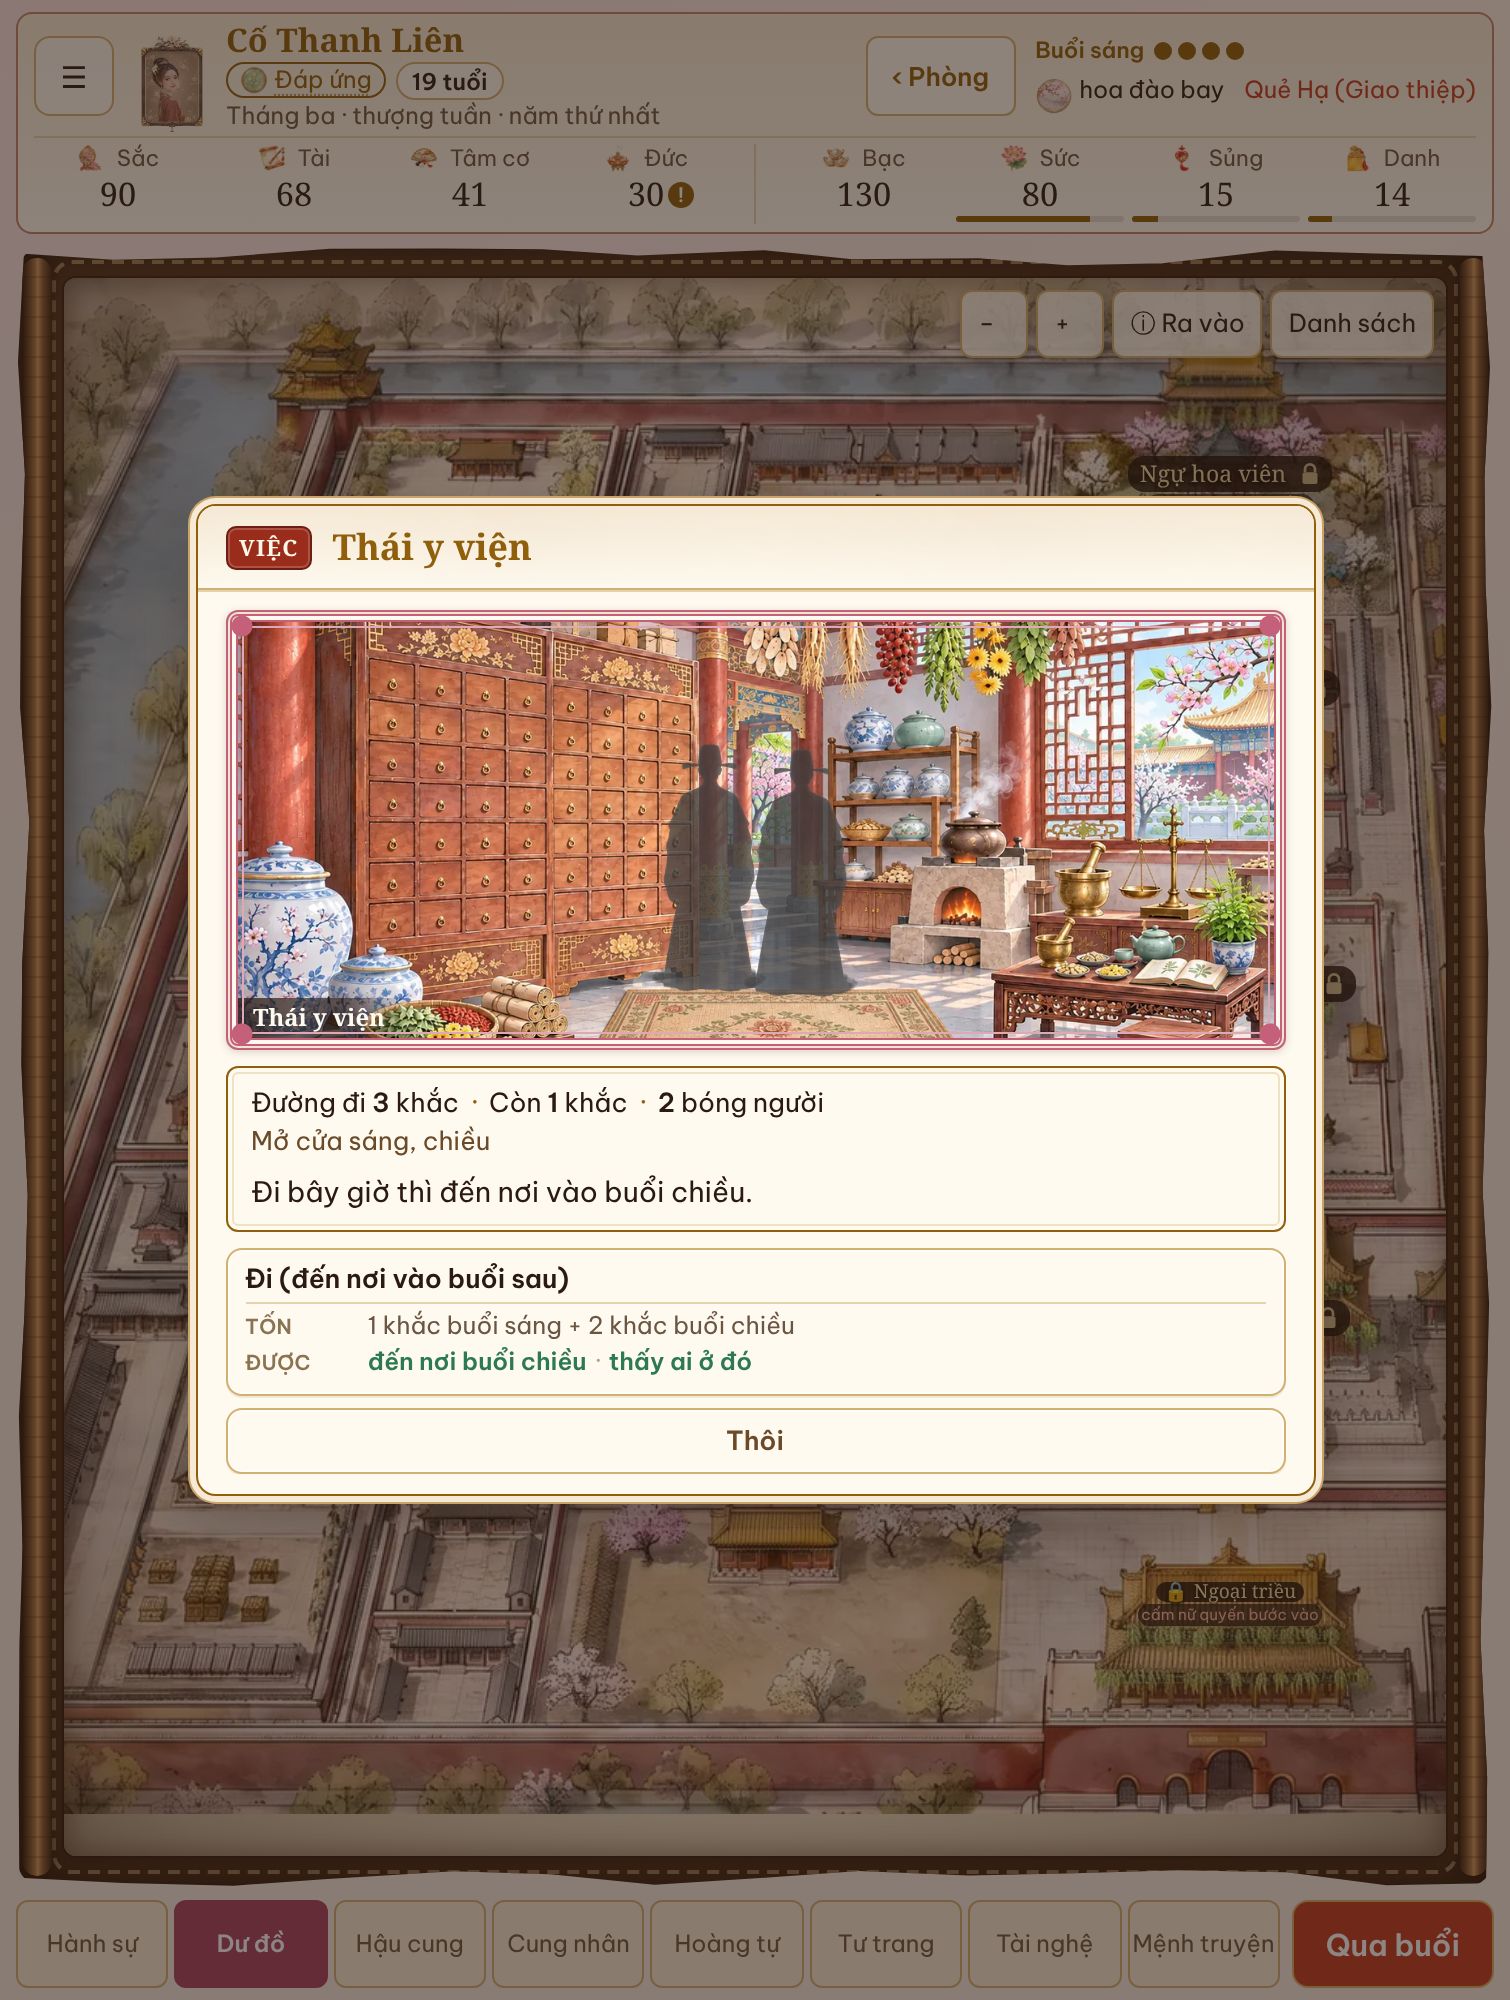 ☰
Cố Thanh Liên
Đáp ứng
19 tuổi
Tháng ba · thượng tuần · năm thứ nhất
‹ Phòng
Buổi sáng
hoa đào bay
Quẻ Hạ (Giao thiệp)
Sắc
90
Tài
68
Tâm cơ
41
Đức
30 !
Bạc
130
Sức
80
Sủng
15
Danh
14
−
+
ⓘ Ra vào
Danh sách
Ngự hoa viên
VIỆC
Thái y viện
Thái y viện
Đường đi 3 khắc · Còn 1 khắc · 2 bóng người
Mở cửa sáng, chiều
Đi bây giờ thì đến nơi vào buổi chiều.
Đi (đến nơi vào buổi sau)
TỐN 1 khắc buổi sáng + 2 khắc buổi chiều
ĐƯỢC đến nơi buổi chiều · thấy ai ở đó
Thôi
Ngoại triều
cấm nữ quyến bước vào
Hành sự
Dư đồ
Hậu cung
Cung nhân
Hoàng tự
Tư trang
Tài nghệ
Mệnh truyện
Qua buổi